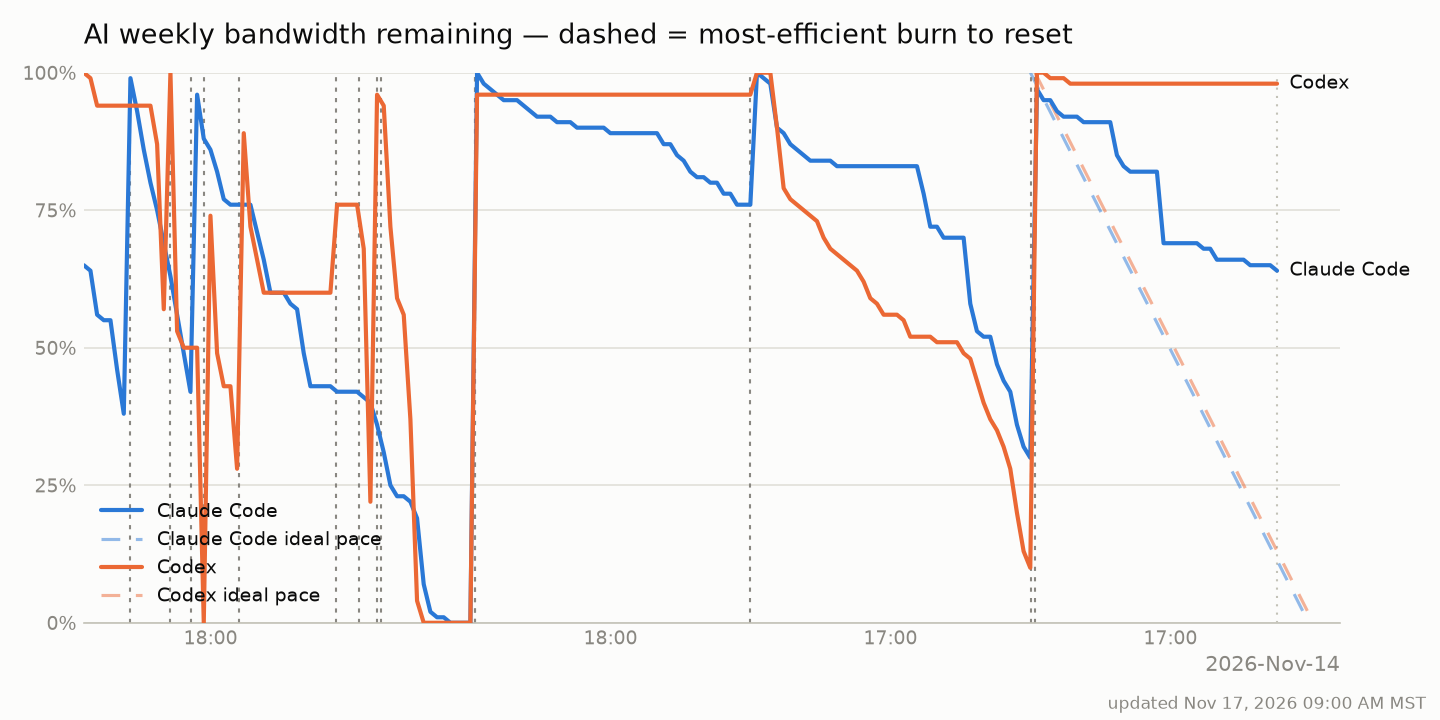 AI weekly bandwidth remaining — dashed = most-efficient burn to reset
100%
75%
50%
25%
0%
Codex
Claude Code
Claude Code
Claude Code ideal pace
Codex
Codex ideal pace
18:00
18:00
17:00
17:00
2026-Nov-14
updated Nov 17, 2026 09:00 AM MST